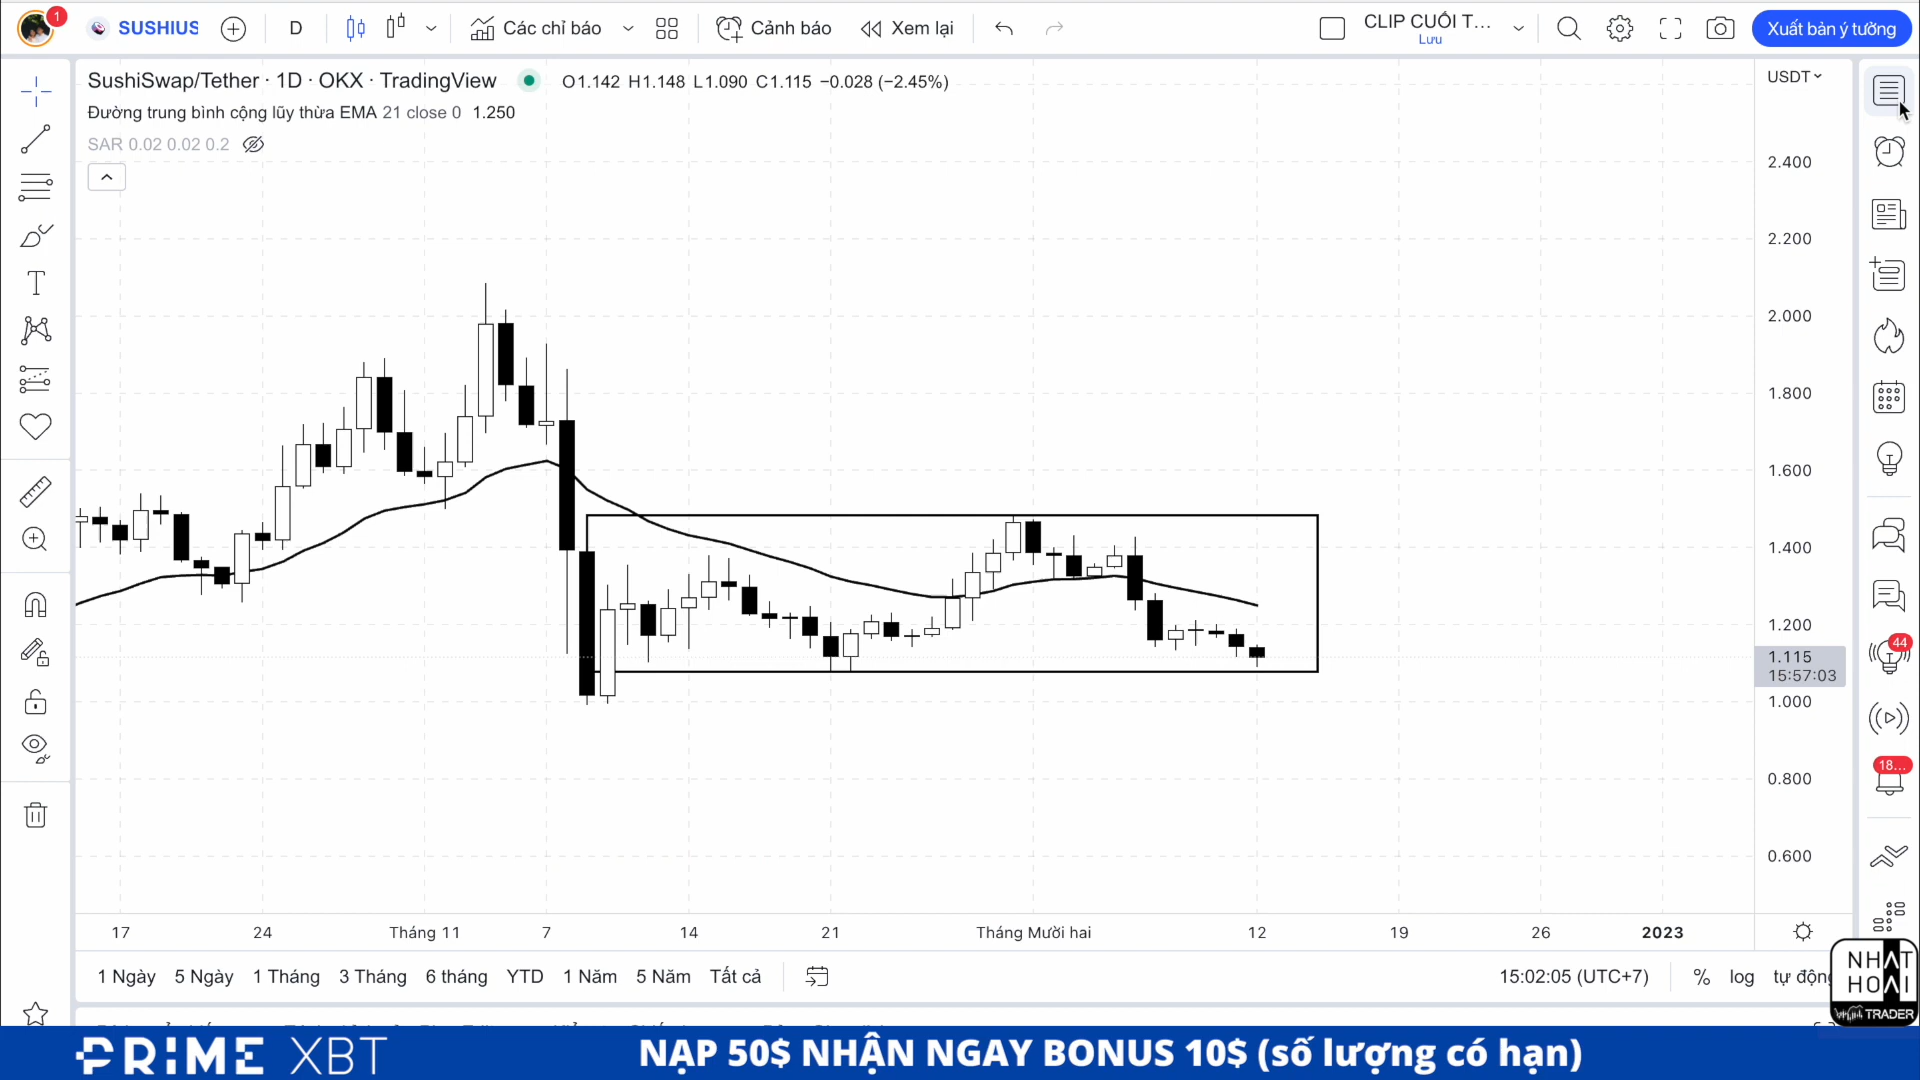 1
SUSHIUS
D
Các chỉ báo
Cảnh báo
Xem lại
CLIP CUỐI T...
Lưu
Xuất bản ý tưởng
SushiSwap/Tether · 1D · OKX · TradingView
O1.142 H1.148 L1.090 C1.115 −0.028 (−2.45%)
USDT
Đường trung bình cộng lũy thừa EMA 21 close 0 1.250
SAR 0.02 0.02 0.2
2.400
2.200
2.000
1.800
1.600
1.400
1.200
1.115
15:57:03
1.000
0.800
0.600
44
18...
17
24
Tháng 11
7
14
21
Tháng Mười hai
12
19
26
2023
1 Ngày
5 Ngày
1 Tháng
3 Tháng
6 tháng
YTD
1 Năm
5 Năm
Tất cả
15:02:05 (UTC+7)
%
log
tự động
NHẬT
HOÀI
TRADER
PRIME XBT
NẠP 50$ NHẬN NGAY BONUS 10$ (số lượng có hạn)